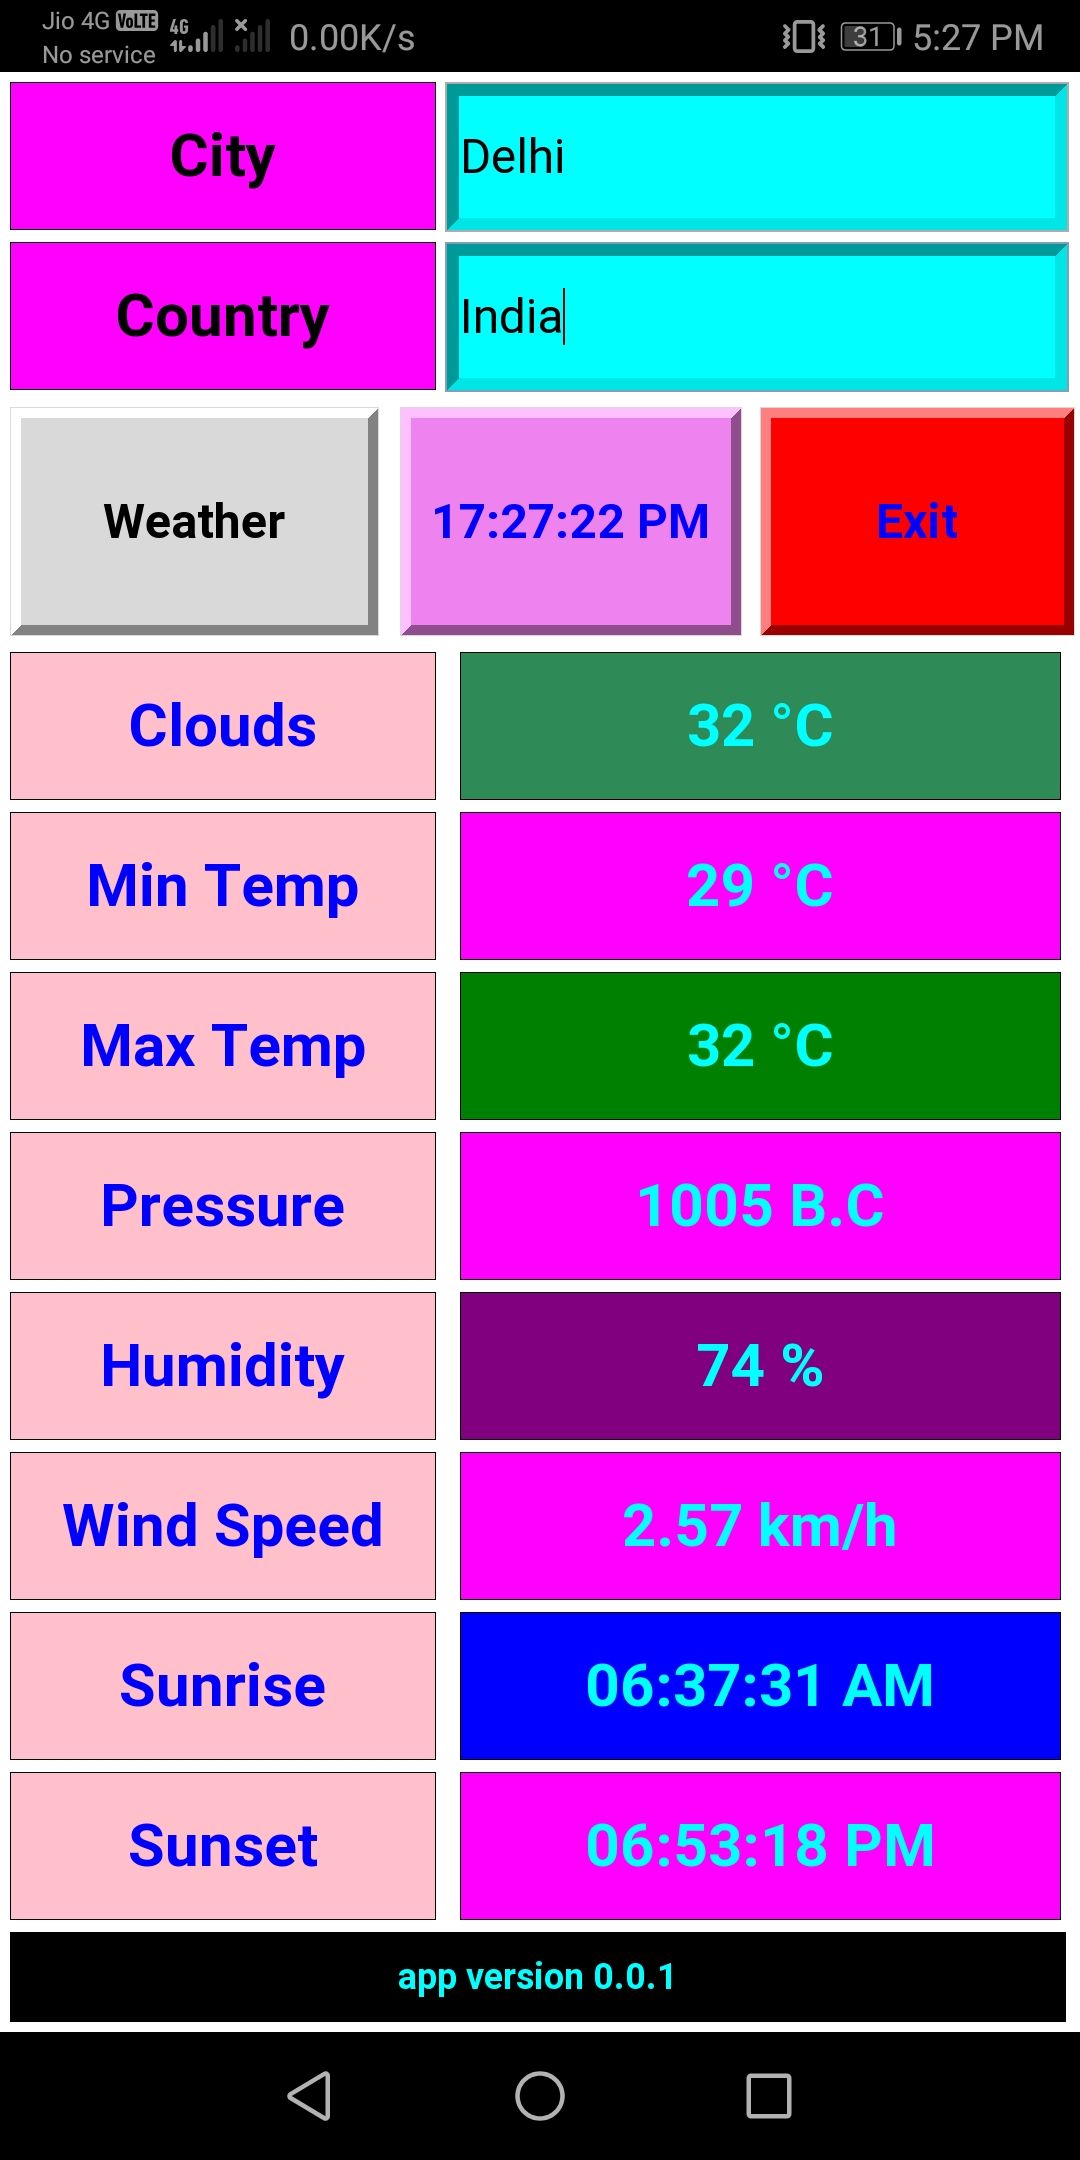 Jio 4G VoLTE 4G 0.00K/s 31 5:27 PM
No service
City Delhi
Country India
Weather 17:27:22 PM Exit
Clouds 32 °C
Min Temp 29 °C
Max Temp 32 °C
Pressure 1005 B.C
Humidity 74 %
Wind Speed 2.57 km/h
Sunrise 06:37:31 AM
Sunset 06:53:18 PM
app version 0.0.1